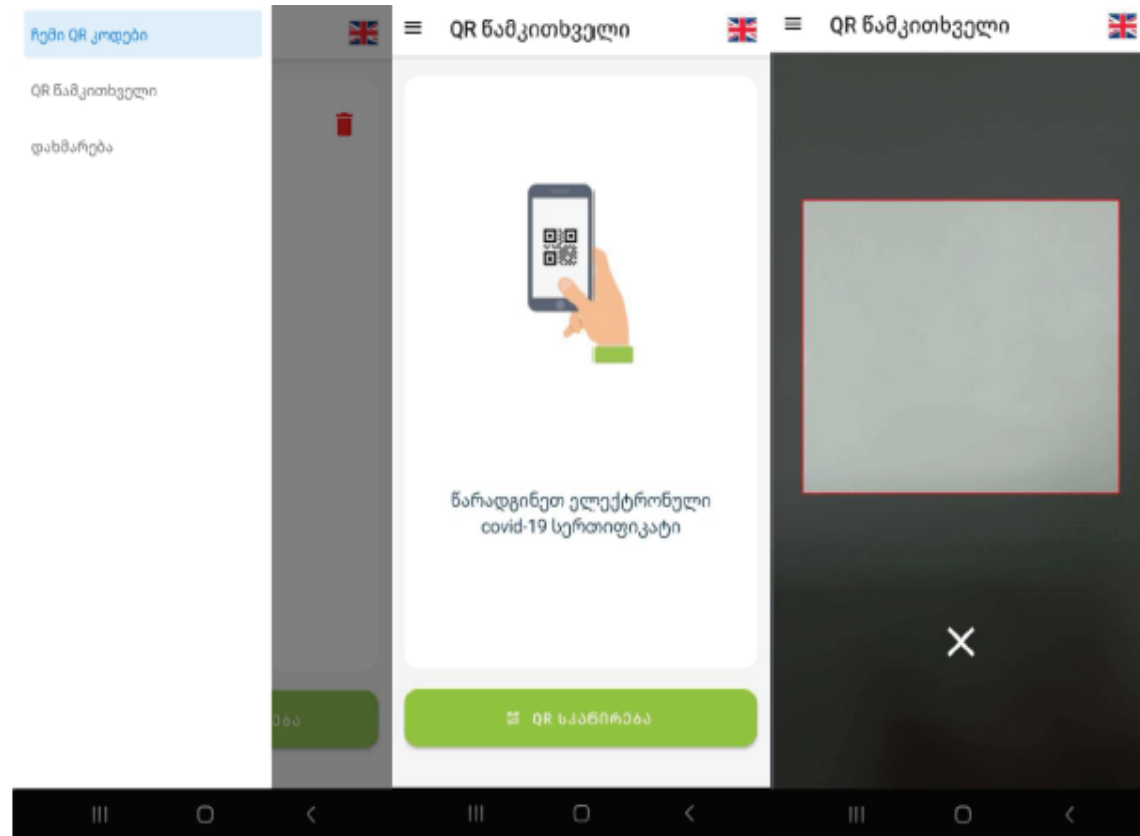 ჩემი QR კოდები
QR წამკითხველი
დახმარება
QR წამკითხველი
წარადგინეთ ელექტრონული
covid-19 სერთიფიკატი
QR ᲡᲙᲐᲜᲘᲠᲔᲑᲐ
QR წამკითხველი